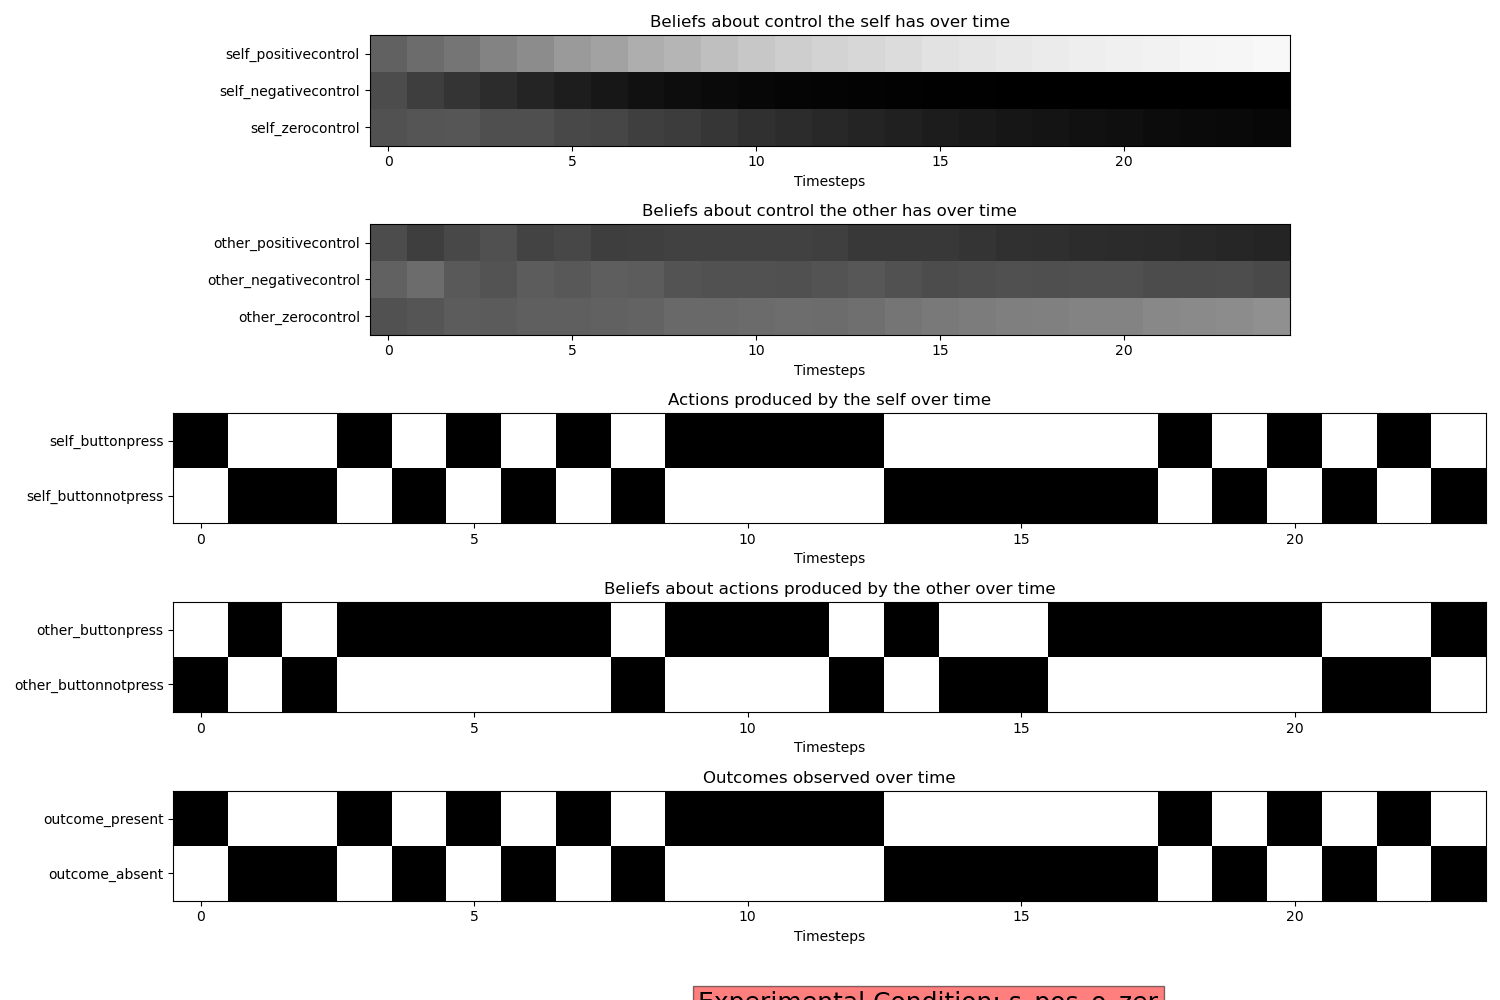 Beliefs about control the self has over time
self_positivecontrol
self_negativecontrol
self_zerocontrol
0 5 10 15 20
Timesteps
Beliefs about control the other has over time
other_positivecontrol
other_negativecontrol
other_zerocontrol
0 5 10 15 20
Timesteps
Actions produced by the self over time
self_buttonpress
self_buttonnotpress
0 5 10 15 20
Timesteps
Beliefs about actions produced by the other over time
other_buttonpress
other_buttonnotpress
0 5 10 15 20
Timesteps
Outcomes observed over time
outcome_present
outcome_absent
0 5 10 15 20
Timesteps
Experimental Condition: s_pos_o_zer